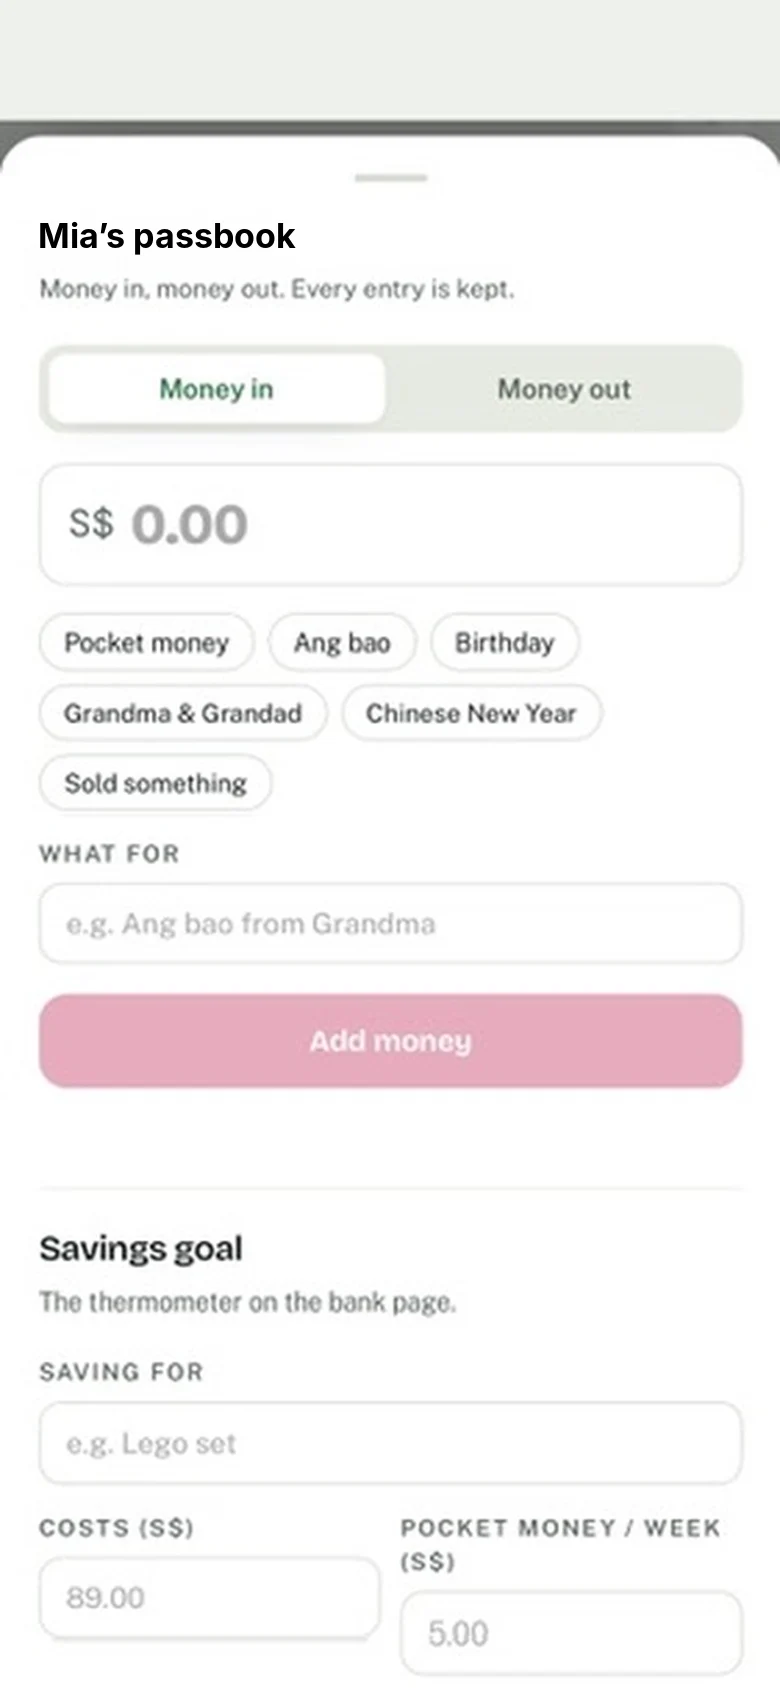 Mia’s passbook
Money in, money out. Every entry is kept.
Money in Money out
S$ 0.00
Pocket money Ang bao Birthday
Grandma & Grandad Chinese New Year
Sold something
WHAT FOR
e.g. Ang bao from Grandma
Add money
Savings goal
The thermometer on the bank page.
SAVING FOR
e.g. Lego set
COSTS (S$)
89.00
POCKET MONEY / WEEK
(S$)
5.00